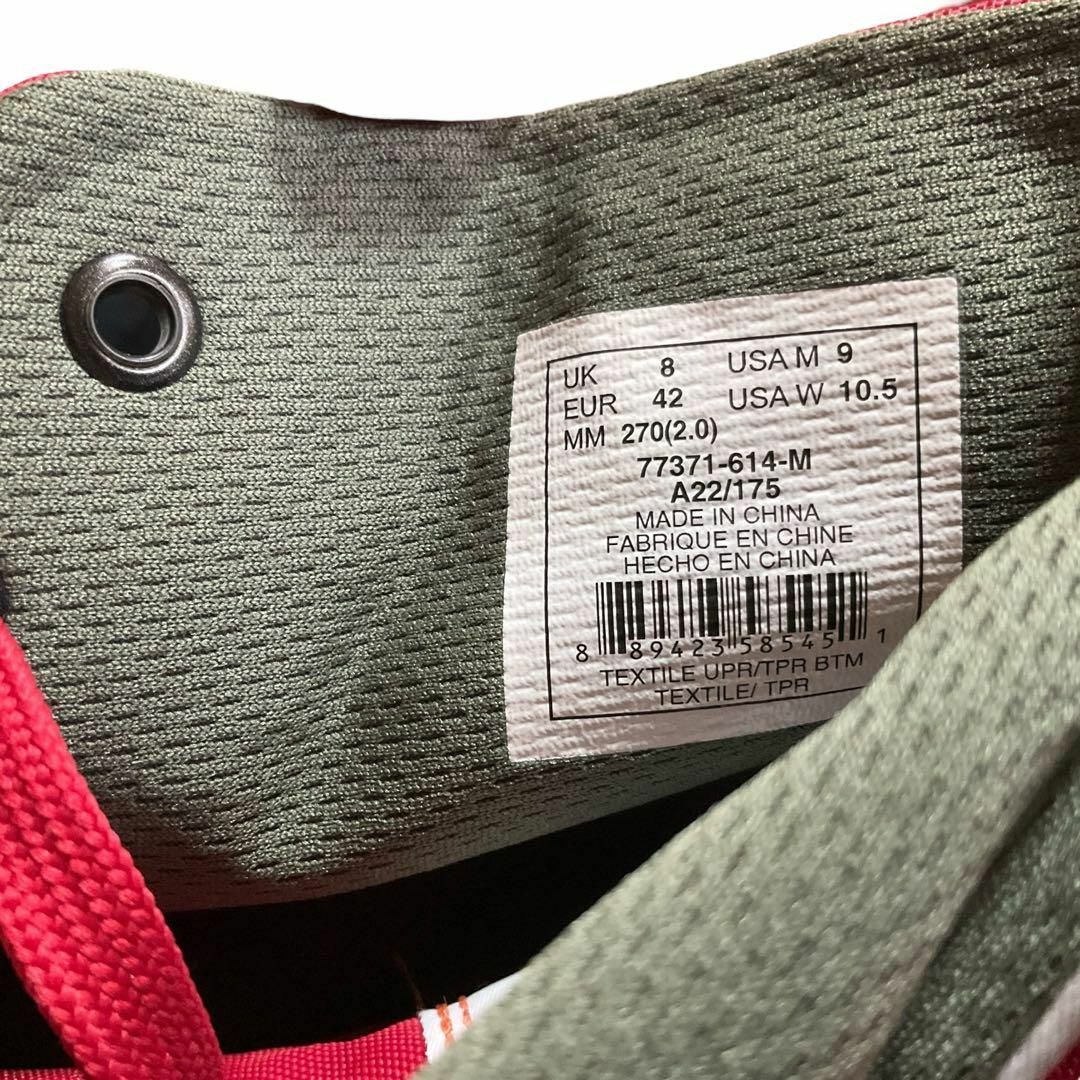 UK 8 USA M 9
EUR 42 USA W 10.5
MM 270(2.0)
77371-614-M
A22/175
MADE IN CHINA
FABRIQUE EN CHINE
HECHO EN CHINA
8 89423 58545 1
TEXTILE UPR/TPR BTM
TEXTILE/ TPR